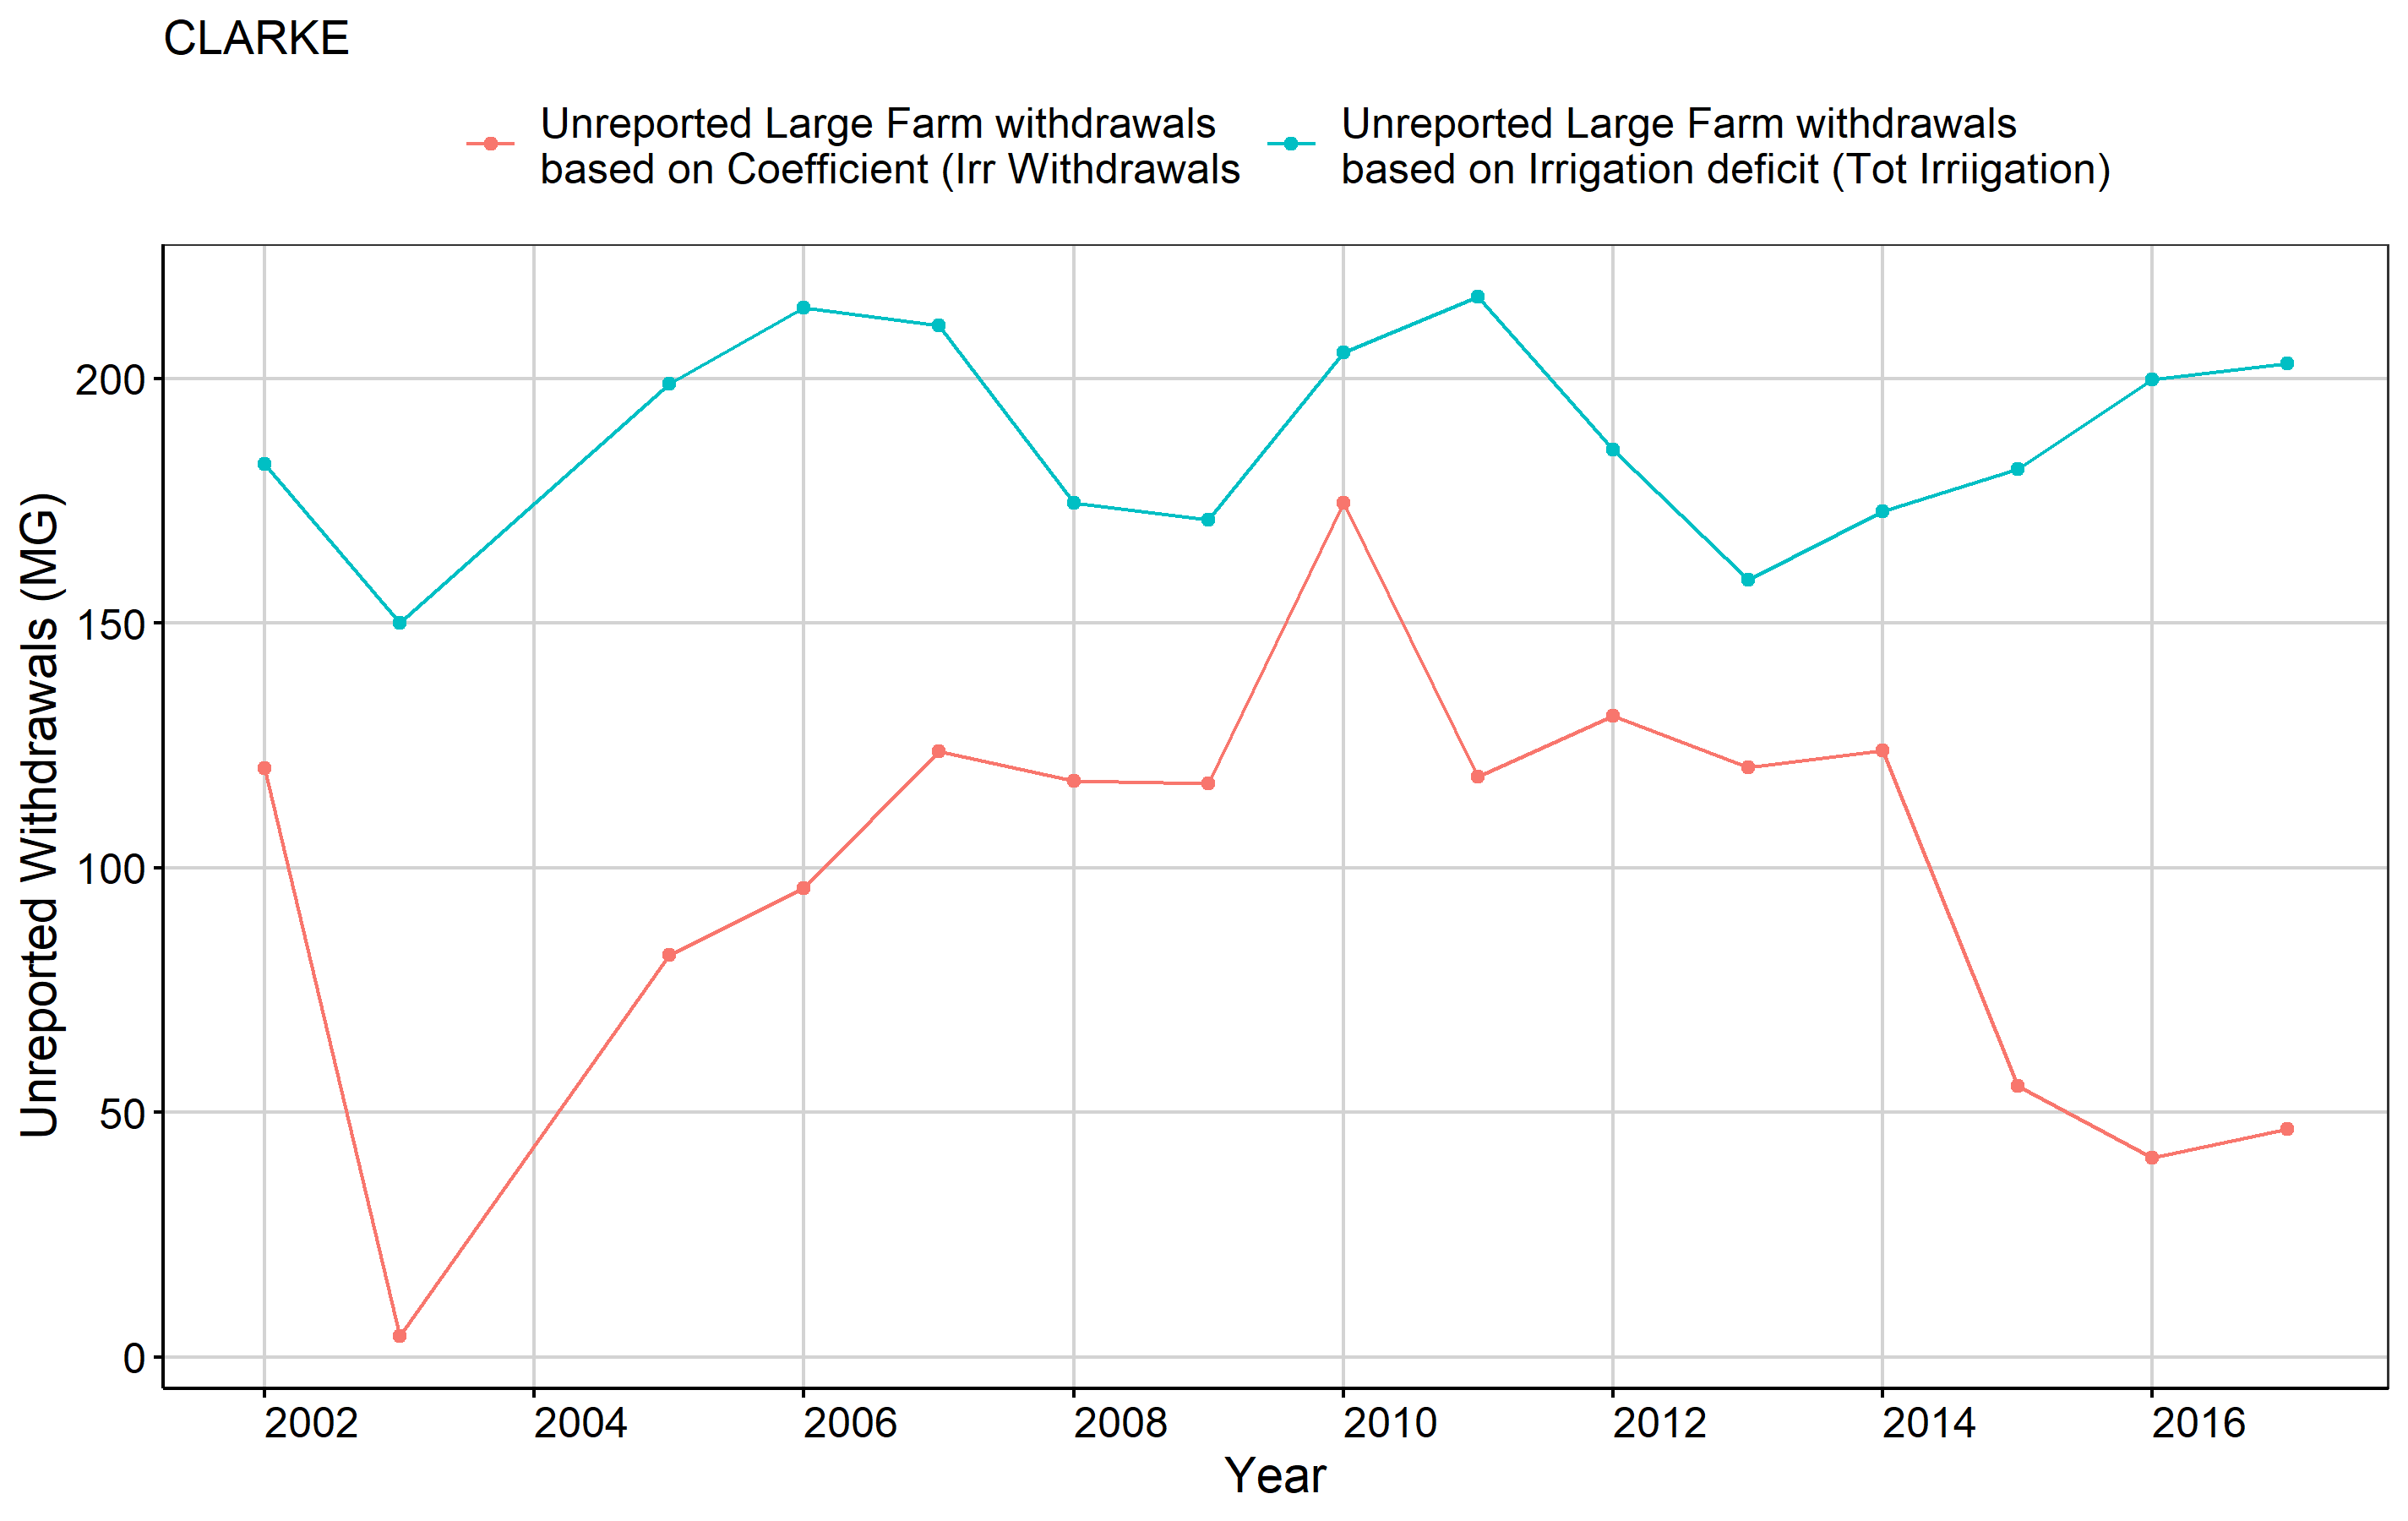 CLARKE
Unreported Large Farm withdrawals
based on Coefficient (Irr Withdrawals
Unreported Large Farm withdrawals
based on Irrigation deficit (Tot Irriigation)
Unreported Withdrawals (MG)
200
150
100
50
0
2002 2004 2006 2008 2010 2012 2014 2016
Year